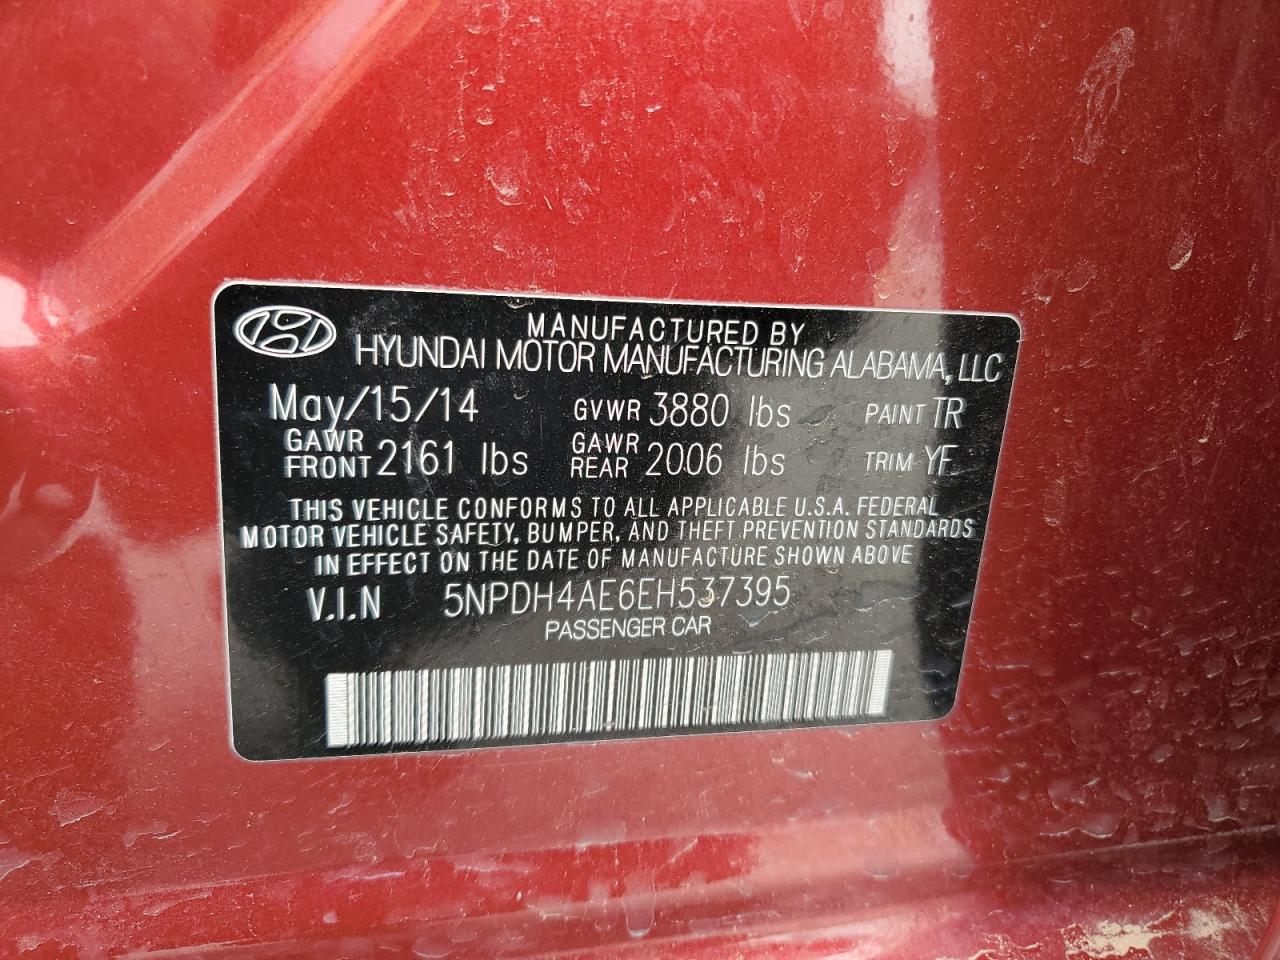 MANUFACTURED BY
HYUNDAI MOTOR MANUFACTURING ALABAMA, LLC
May/15/14 GVWR 3880 lbs PAINT TR
GAWR FRONT 2161 lbs GAWR REAR 2006 lbs TRIM YF
THIS VEHICLE CONFORMS TO ALL APPLICABLE U.S.A. FEDERAL
MOTOR VEHICLE SAFETY, BUMPER, AND THEFT PREVENTION STANDARDS
IN EFFECT ON THE DATE OF MANUFACTURE SHOWN ABOVE
V.I.N 5NPDH4AE6EH537395
PASSENGER CAR